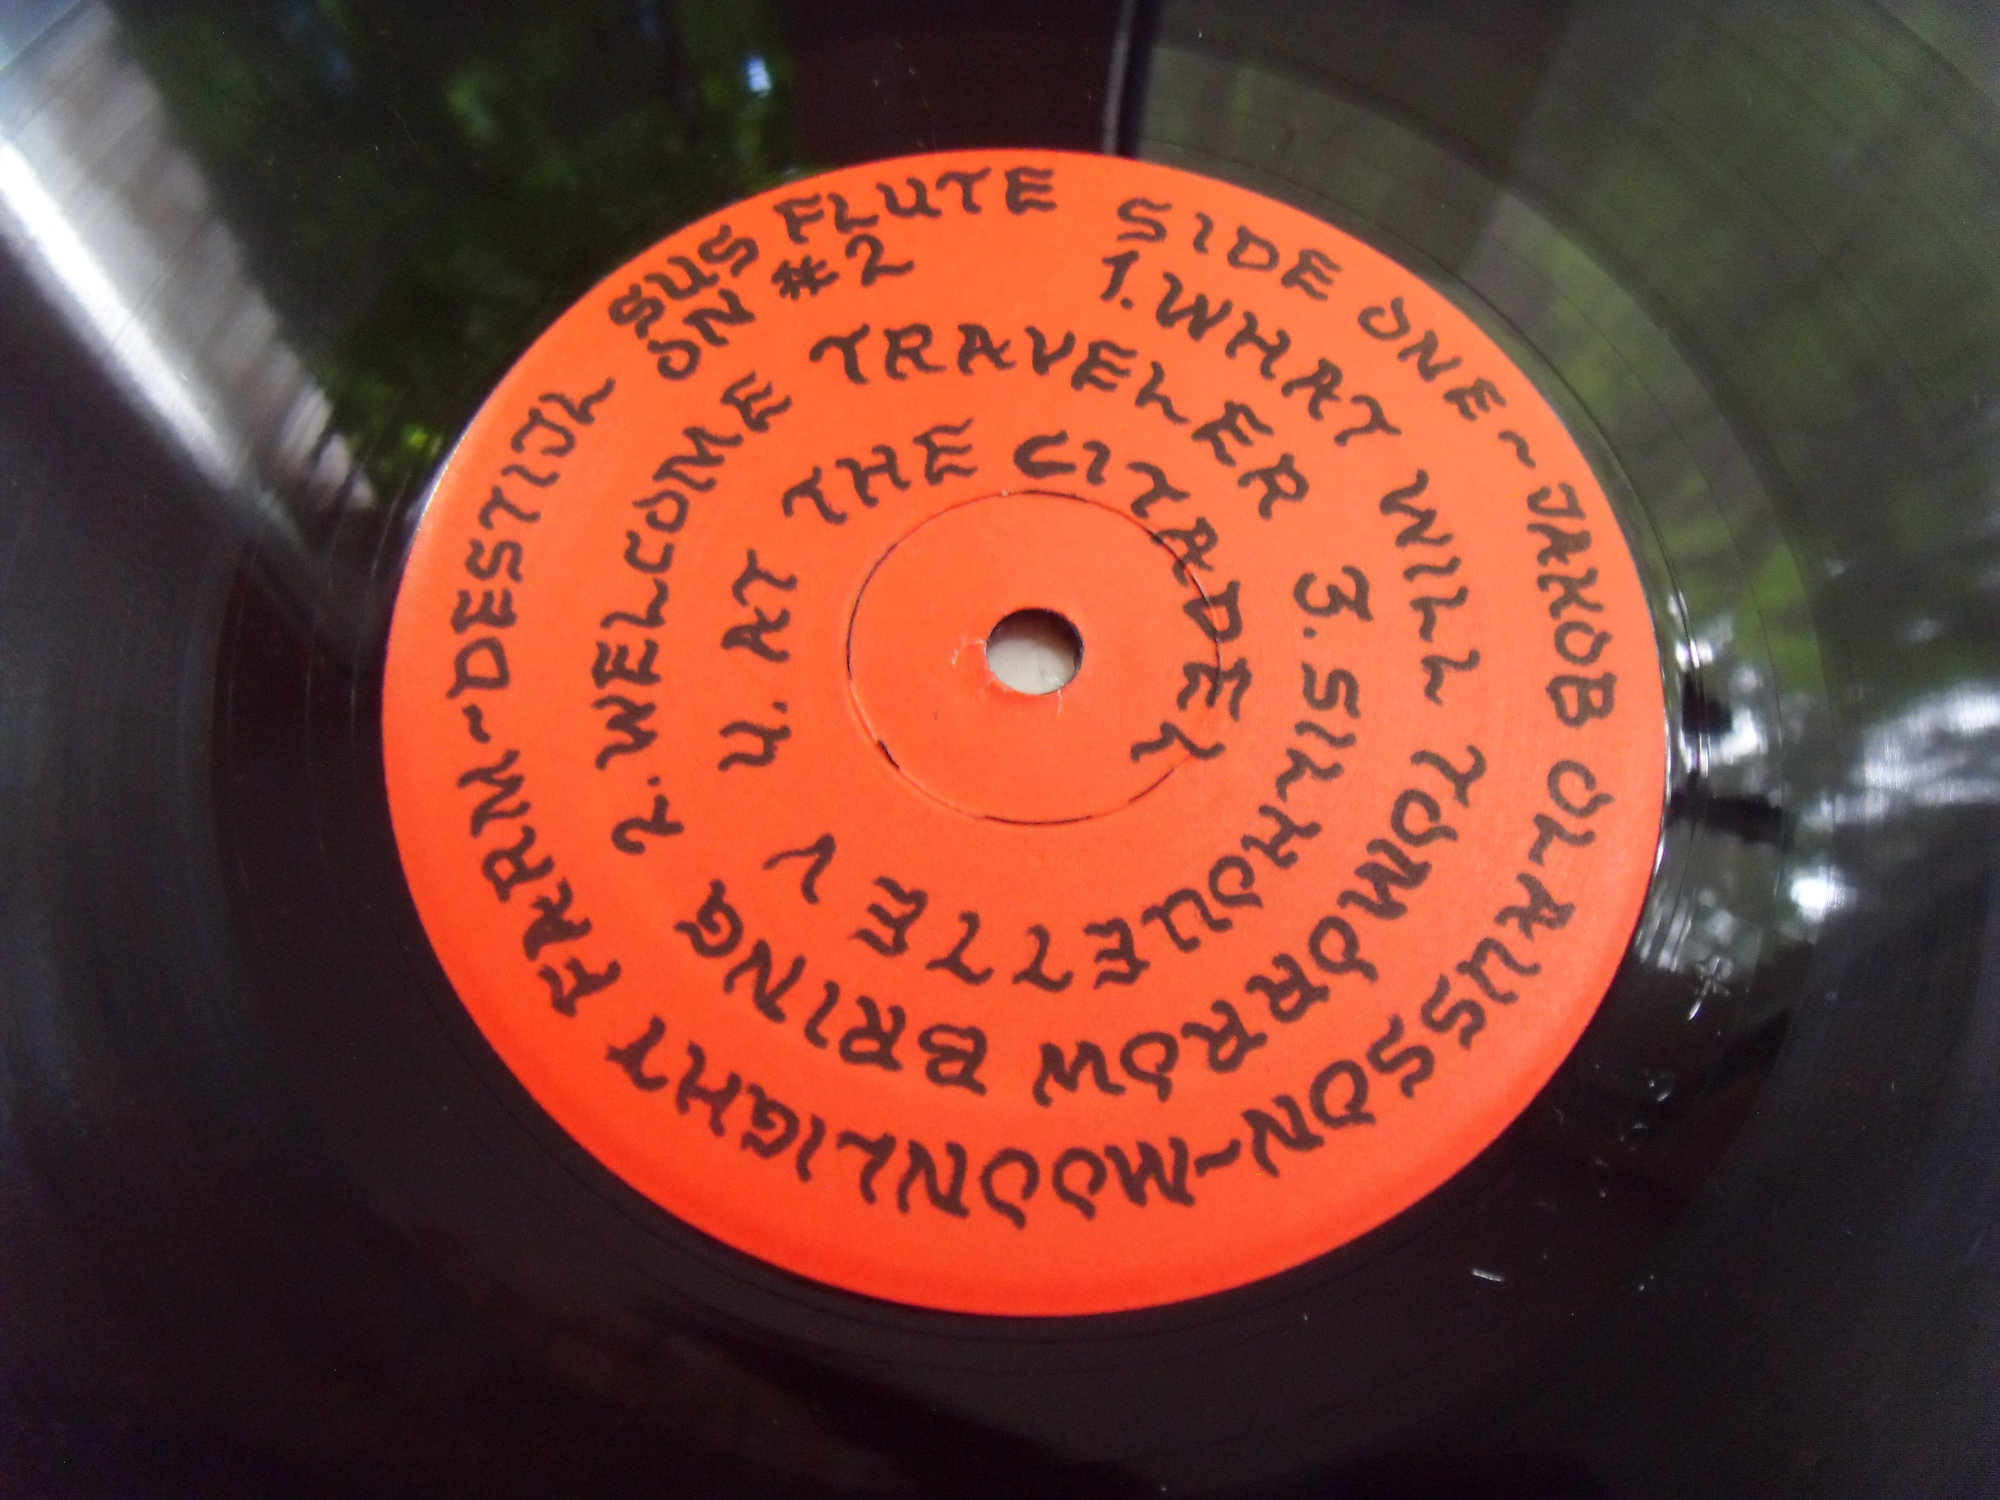 SIDE ONE ~ JAKOB OLAUSSON ~ MOONLIGHT FARM ~ DESTIJL
SUS FLUTE
ON #2
1. WHAT WILL TOMORROW BRING
2. WELCOME TRAVELER
3. SILHOUETTE V
4. AT THE CITADEL